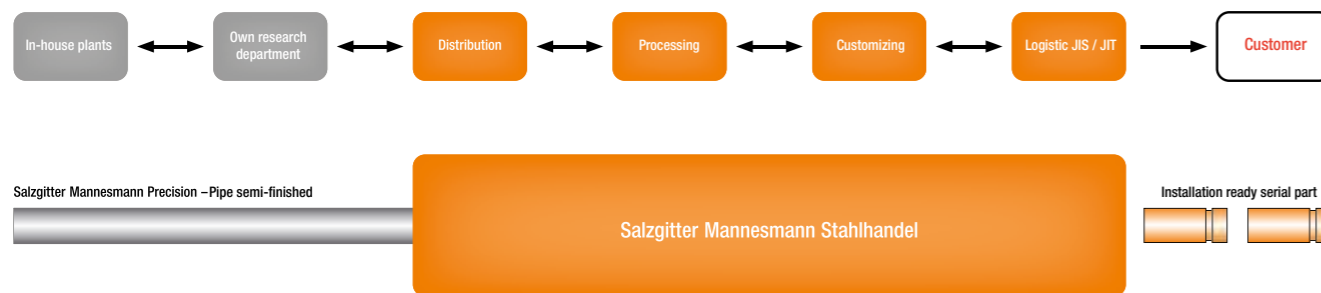 In-house plants
Own research
department
Distribution
Processing
Customizing
Logistic JIS / JIT
Customer
Salzgitter Mannesmann Precision –Pipe semi-finished
Installation ready serial part
Salzgitter Mannesmann Stahlhandel